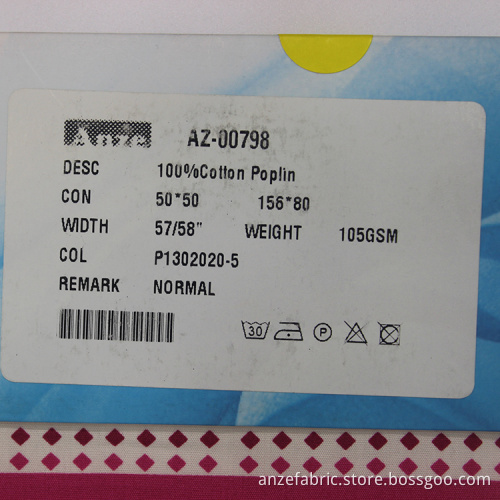 Anze AZ-00798
DESC 100%Cotton Poplin
CON 50*50 156*80
WIDTH 57/58" WEIGHT 105GSM
COL P1302020-5
REMARK NORMAL
30 P
anzefabric.store.bossgoo.com